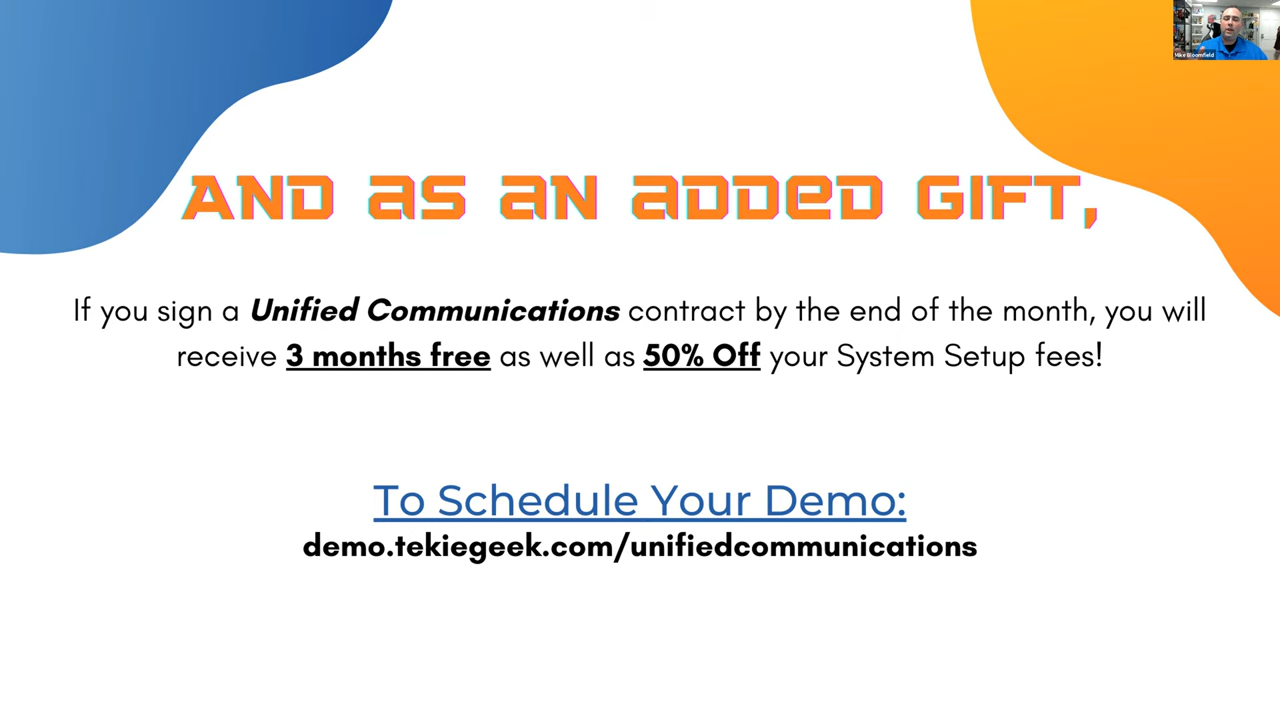 Mike Bloomfield
AND AS AN ADDED GIFT,
If you sign a Unified Communications contract by the end of the month, you will
receive 3 months free as well as 50% Off your System Setup fees!
To Schedule Your Demo:
demo.tekiegeek.com/unifiedcommunications